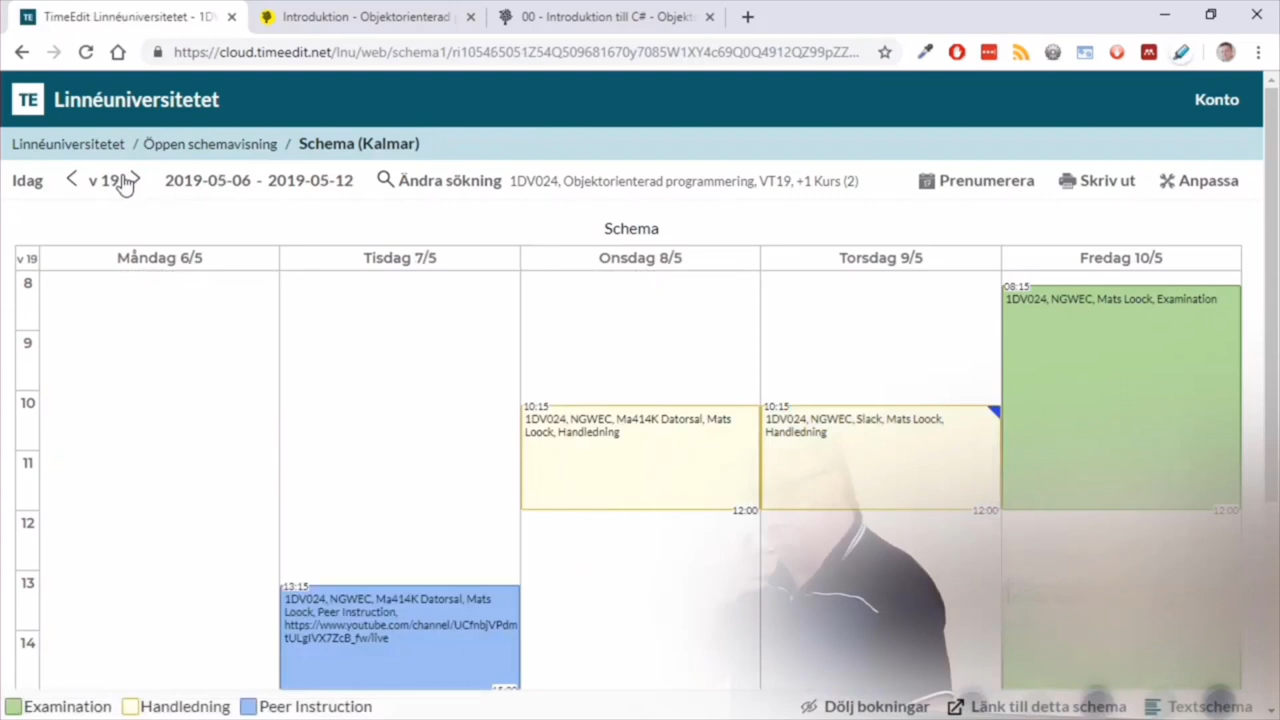 TimeEdit Linnéuniversitetet - 1D
Introduktion - Objektorienterad
00 - Introduktion till C# - Objekt
https://cloud.timeedit.net/lnu/web/schema1/ri105465051Z54Q509681670y7085W1XY4c69Q0Q4912QZ99pZZ...
TE Linnéuniversitetet
Konto
Linnéuniversitetet / Öppen schemavisning / Schema (Kalmar)
Idag v 19 2019-05-06 - 2019-05-12 Ändra sökning 1DV024, Objektorienterad programmering, VT19, +1 Kurs (2) Prenumerera Skriv ut Anpassa
Schema
v 19 Måndag 6/5 Tisdag 7/5 Onsdag 8/5 Torsdag 9/5 Fredag 10/5
8
08:15
1DV024, NGWEC, Mats Loock, Examination
9
10
10:15
1DV024, NGWEC, Ma414K Datorsal, Mats
Loock, Handledning
10:15
1DV024, NGWEC, Slack, Mats Loock,
Handledning
11
12:00
12:00
12:00
12
13
13:15
1DV024, NGWEC, Ma414K Datorsal, Mats
Loock, Peer Instruction,
https://www.youtube.com/channel/UCfnbjVPdm
tULgIVX7ZcB_fw/live
14
Examination Handledning Peer Instruction
Dölj bokningar Länk till detta schema Textschema